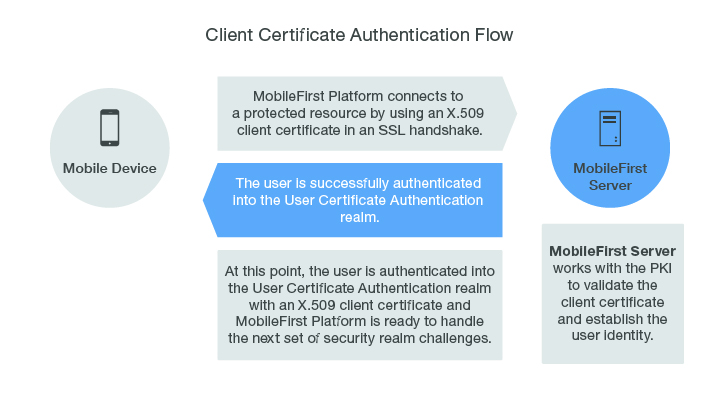 Client Certificate Authentication Flow
MobileFirst Platform connects to
a protected resource by using an X.509
client certificate in an SSL handshake.
Mobile Device
MobileFirst
Server
The user is successfully authenticated
into the User Certificate Authentication
realm.
MobileFirst Server
works with the PKI
to validate the
client certificate
and establish the
user identity.
At this point, the user is authenticated into
the User Certificate Authentication realm
with an X.509 client certificate and
MobileFirst Platform is ready to handle
the next set of security realm challenges.